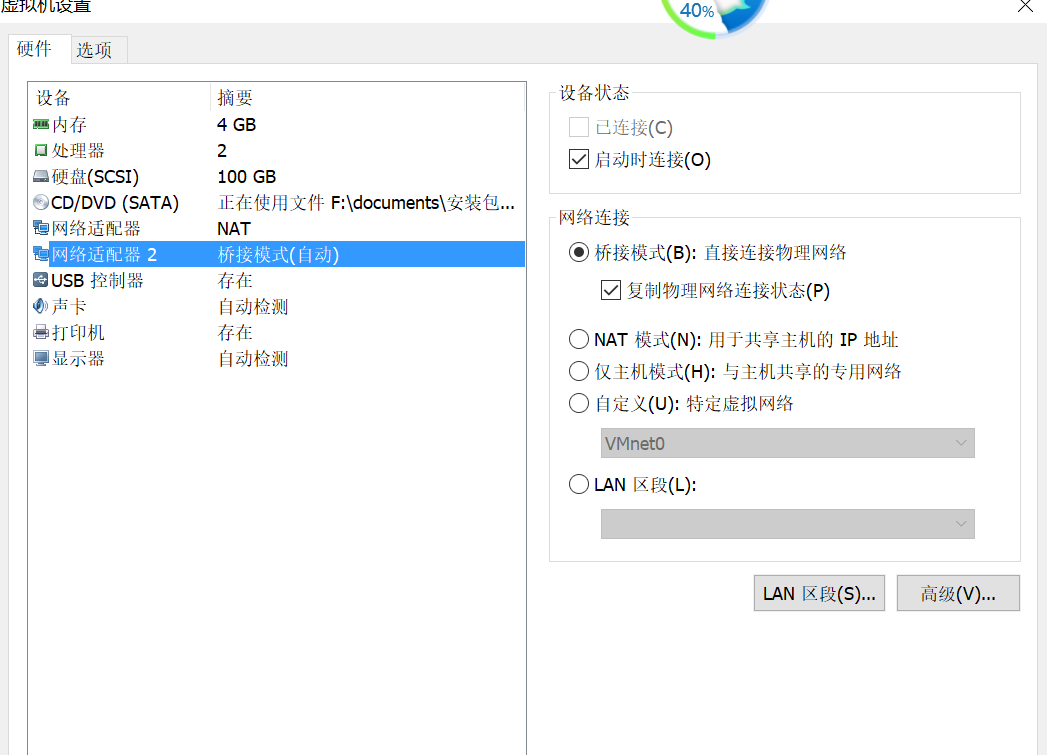 虚拟机设置
40%
硬件 选项
设备 摘要
内存 4 GB
处理器 2
硬盘(SCSI) 100 GB
CD/DVD (SATA) 正在使用文件 F:\documents\安装包...
网络适配器 NAT
网络适配器 2 桥接模式(自动)
USB 控制器 存在
声卡 自动检测
打印机 存在
显示器 自动检测
设备状态
已连接(C)
启动时连接(O)
网络连接
桥接模式(B): 直接连接物理网络
复制物理网络连接状态(P)
NAT 模式(N): 用于共享主机的 IP 地址
仅主机模式(H): 与主机共享的专用网络
自定义(U): 特定虚拟网络
VMnet0
LAN 区段(L):
LAN 区段(S)... 高级(V)...